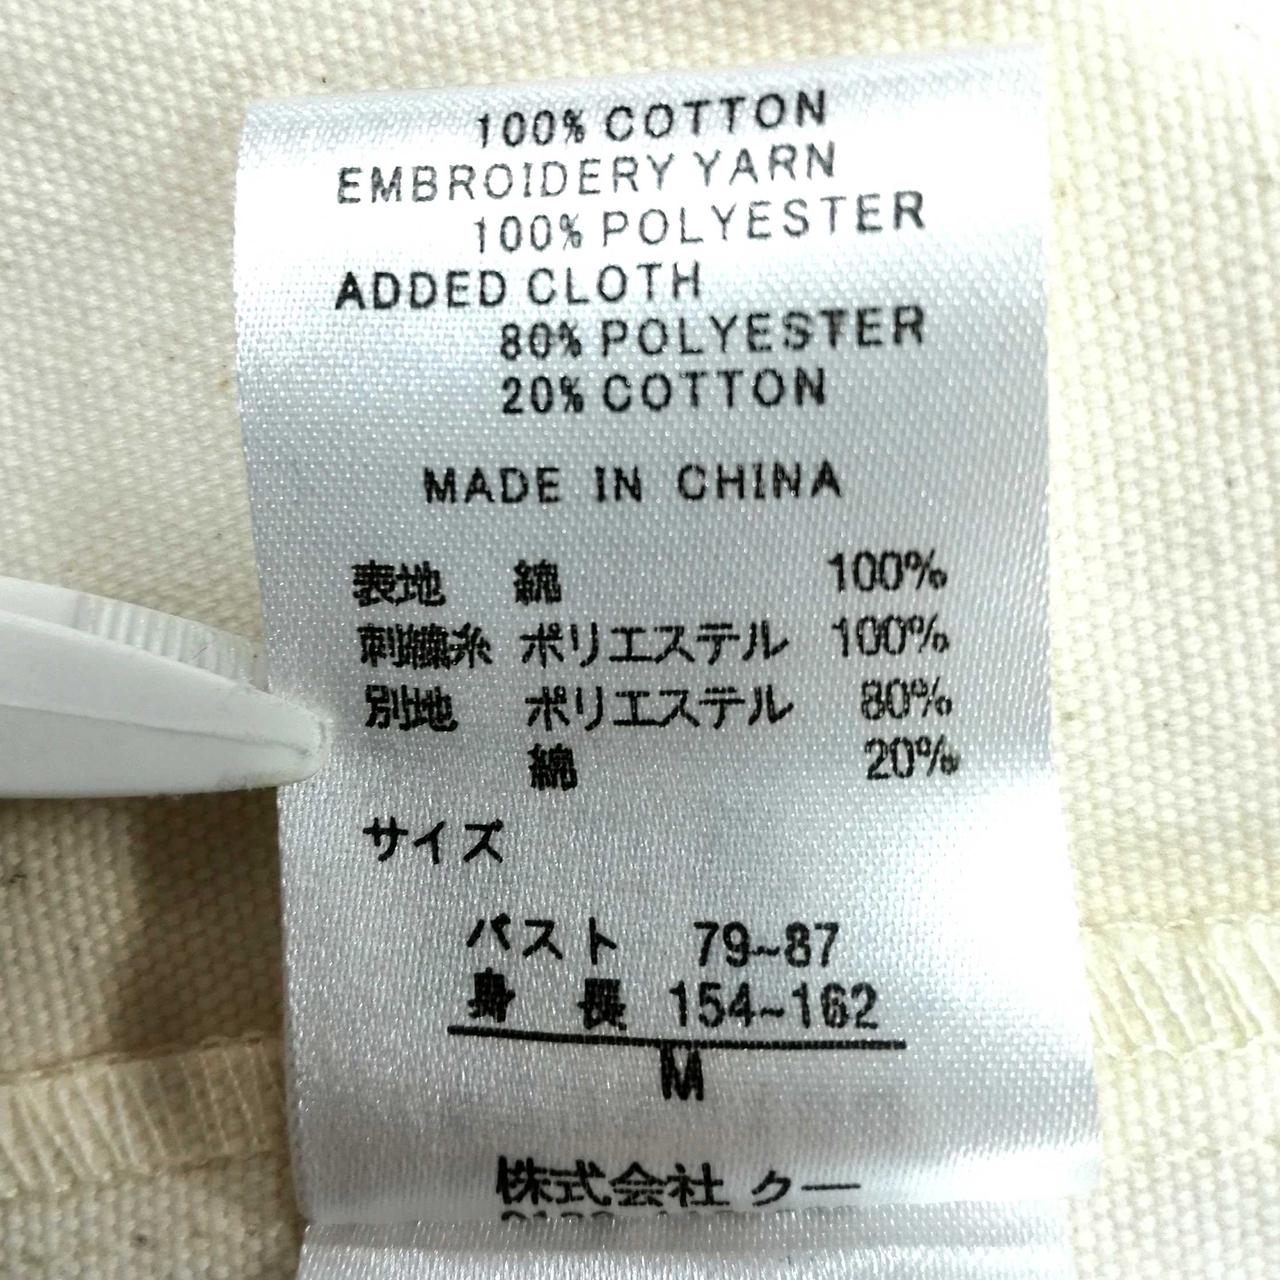 100% COTTON
EMBROIDERY YARN
100% POLYESTER
ADDED CLOTH
80% POLYESTER
20% COTTON
MADE IN CHINA
表地 綿 100%
刺繍糸 ポリエステル 100%
別地 ポリエステル 80%
綿 20%
サイズ
バスト 79~87
身長 154~162
M
株式会社 クー